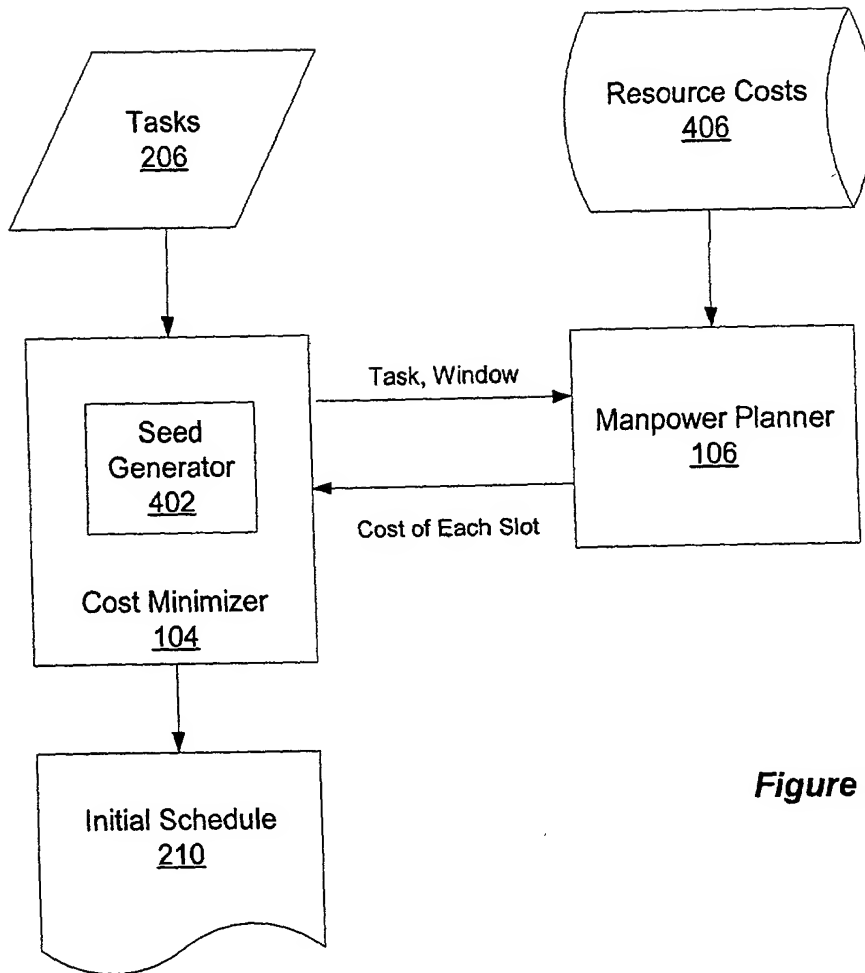 Tasks
206
Resource Costs
406
Task, Window
Seed
Generator
402
Manpower Planner
106
Cost of Each Slot
Cost Minimizer
104
Initial Schedule
210
Figure